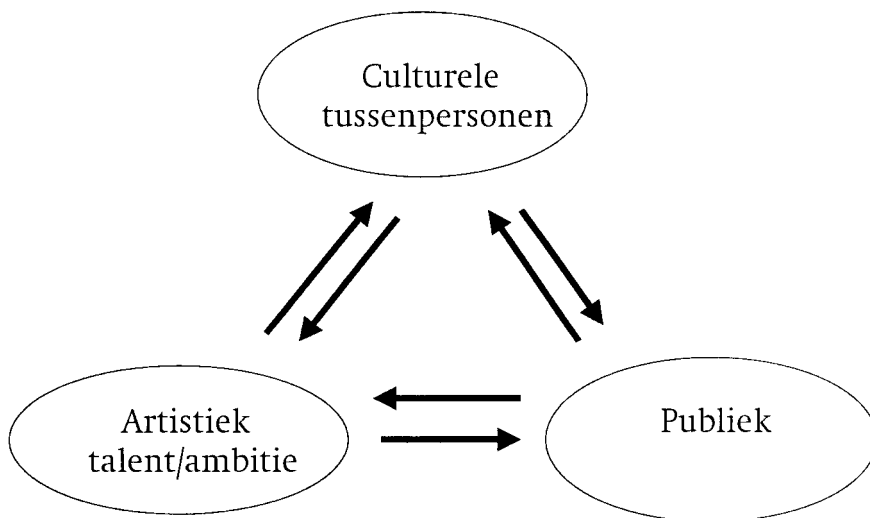 Culturele
tussenpersonen
Artistiek
talent/ambitie
Publiek